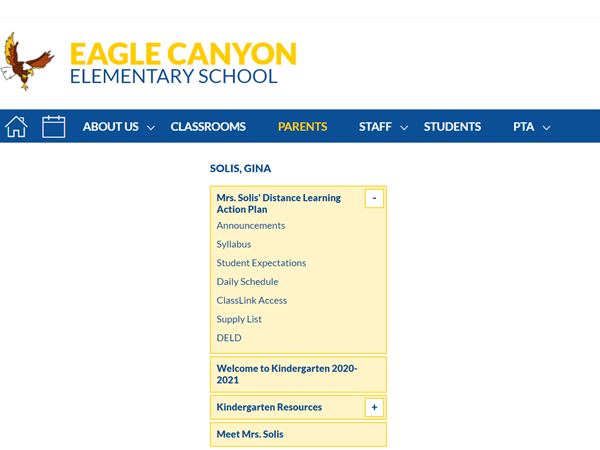 EAGLE CANYON
ELEMENTARY SCHOOL
ABOUT US CLASSROOMS PARENTS STAFF STUDENTS PTA
SOLIS, GINA
Mrs. Solis' Distance Learning
Action Plan
-
Announcements
Syllabus
Student Expectations
Daily Schedule
ClassLink Access
Supply List
DELD
Welcome to Kindergarten 2020-
2021
Kindergarten Resources +
Meet Mrs. Solis